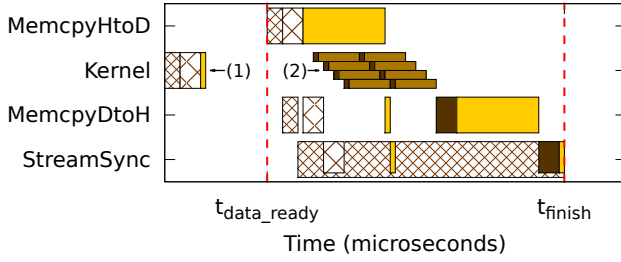 MemcpyHtoD
Kernel
(1)
(2)
MemcpyDtoH
StreamSync
t_data_ready
t_finish
Time (microseconds)